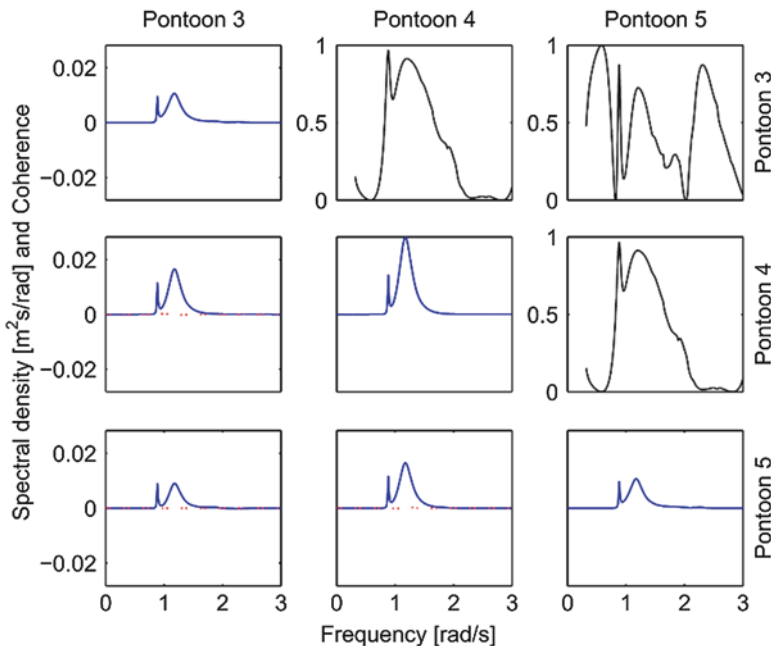 Pontoon 3 Pontoon 4 Pontoon 5
0.02
0
−0.02
1
0.5
0
1
0.5
0
Pontoon 3
0.02
0
−0.02
1
0.5
0
Pontoon 4
0.02
0
−0.02
0 1 2 3
0 1 2 3
0 1 2 3
Pontoon 5
Spectral density [m²s/rad] and Coherence
Frequency [rad/s]